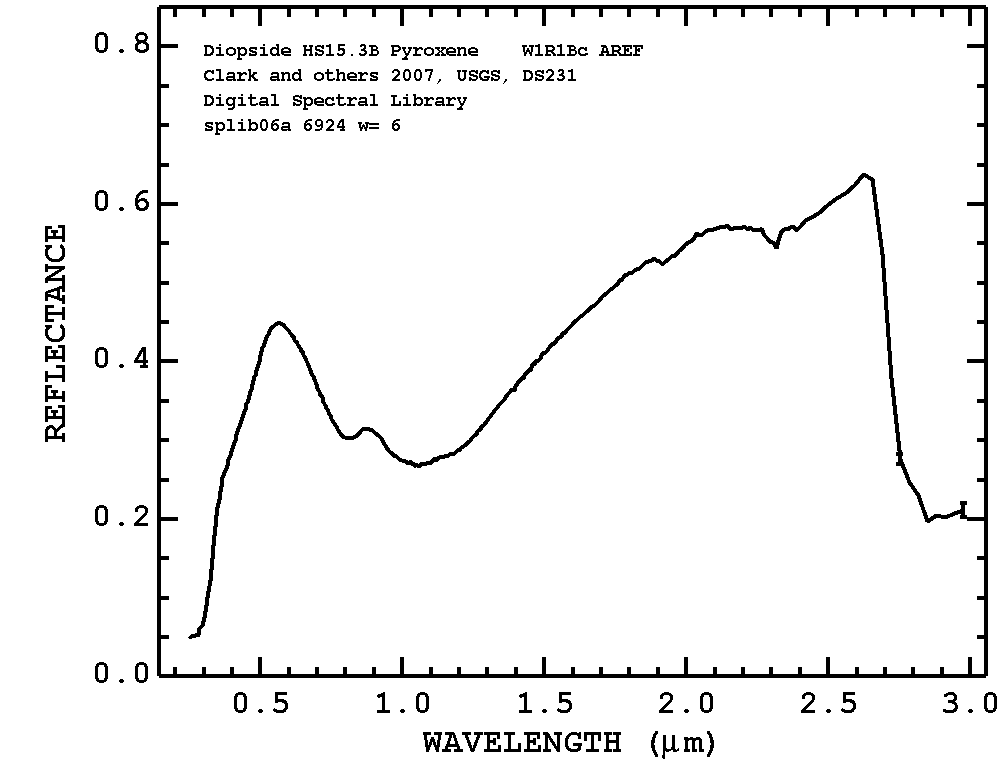 0.8
Diopside HS15.3B Pyroxene W1R1Bc AREF
Clark and others 2007, USGS, DS231
Digital Spectral Library
splib06a 6924 w= 6
0.6
REFLECTANCE
0.4
0.2
0.0
0.5 1.0 1.5 2.0 2.5 3.0
WAVELENGTH (μm)